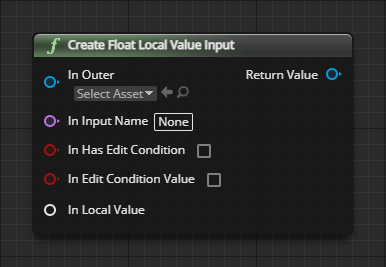 f Create Float Local Value Input
In Outer
Return Value
Select Asset
In Input Name None
In Has Edit Condition
In Edit Condition Value
In Local Value